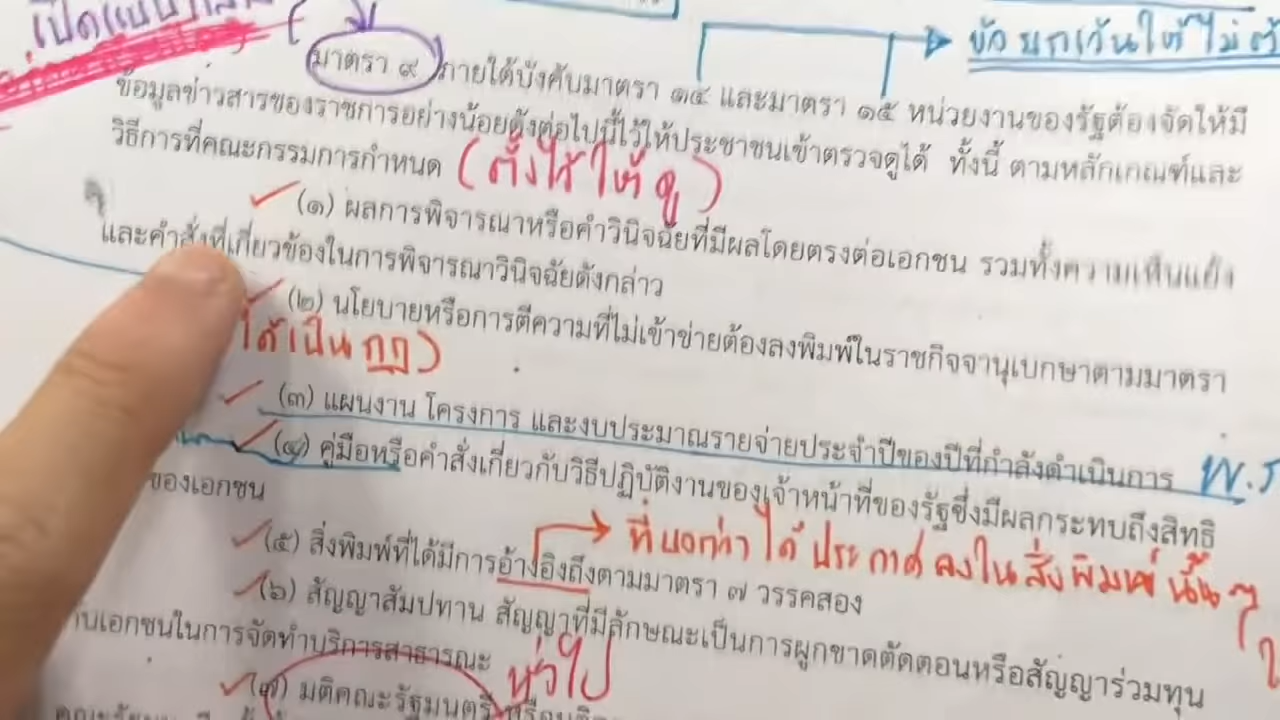 ข้อยกเว้นให้ไม่ต้
มาตรา ๙ ภายใต้บังคับมาตรา ๑๔ และมาตรา ๑๕ หน่วยงานของรัฐต้องจัดให้มี
ข้อมูลข่าวสารของราชการอย่างน้อยดังต่อไปนี้ไว้ให้ประชาชนเข้าตรวจดูได้ ทั้งนี้ ตามหลักเกณฑ์และ
วิธีการที่คณะกรรมการกำหนด (ตั้งไว้ให้ดู)
(๑) ผลการพิจารณาหรือคำวินิจฉัยที่มีผลโดยตรงต่อเอกชน รวมทั้งความเห็นแย้ง
และคำสั่งที่เกี่ยวข้องในการพิจารณาวินิจฉัยดังกล่าว
(๒) นโยบายหรือการตีความที่ไม่เข้าข่ายต้องลงพิมพ์ในราชกิจจานุเบกษาตามมาตรา
ได้เป็น กฎ)
(๓) แผนงาน โครงการ และงบประมาณรายจ่ายประจำปีของปีที่กำลังดำเนินการ พ.ร
(๔) คู่มือหรือคำสั่งเกี่ยวกับวิธีปฏิบัติงานของเจ้าหน้าที่ของรัฐซึ่งมีผลกระทบถึงสิทธิ
ของเอกชน
ที่บอกว่า ได้ประกาศลงในสิ่งพิมพ์นั้น ๆ
(๕) สิ่งพิมพ์ที่ได้มีการอ้างอิงถึงตามมาตรา ๗ วรรคสอง
(๖) สัญญาสัมปทาน สัญญาที่มีลักษณะเป็นการผูกขาดตัดตอนหรือสัญญาร่วมทุน
กับเอกชนในการจัดทำบริการสาธารณะ ทั่วไป
(๗) มติคณะรัฐมนตรี